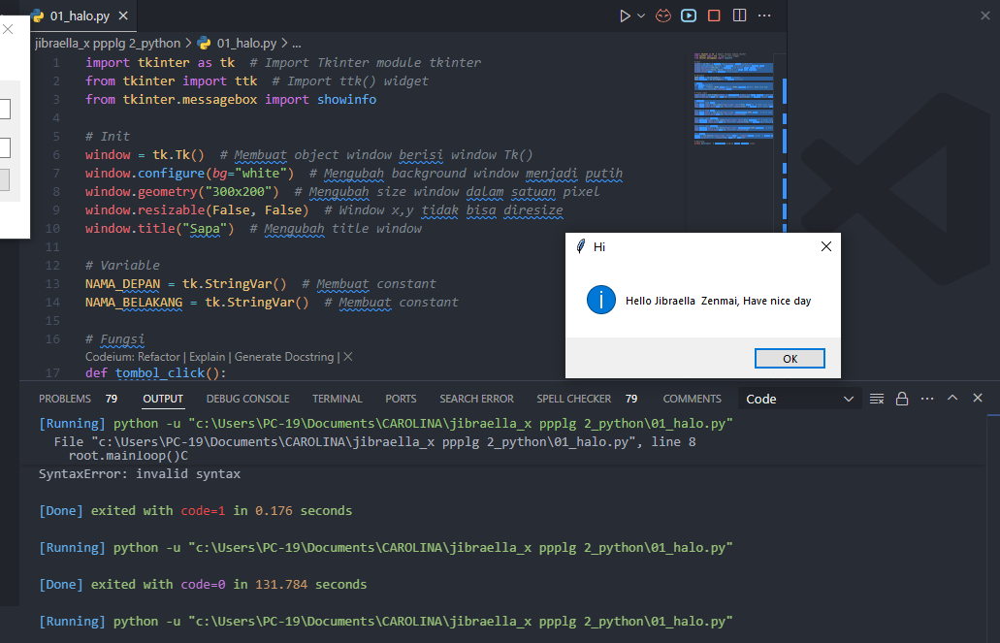 01_halo.py
jibraella_x ppplg 2_python > 01_halo.py > ...
1 import tkinter as tk # Import Tkinter module tkinter
2 from tkinter import ttk # Import ttk() widget
3 from tkinter.messagebox import showinfo
4
5 # Init
6 window = tk.Tk() # Membuat object window berisi window Tk()
7 window.configure(bg="white") # Mengubah background window menjadi putih
8 window.geometry("300x200") # Mengubah size window dalam satuan pixel
9 window.resizable(False, False) # Window x,y tidak bisa diresize
10 window.title("Sapa") # Mengubah title window
11
12 # Variable
13 NAMA_DEPAN = tk.StringVar() # Membuat constant
14 NAMA_BELAKANG = tk.StringVar() # Membuat constant
15
16 # Fungsi
Codeium: Refactor | Explain | Generate Docstring | X
17 def tombol_click():
Hi
Hello Jibraella  Zenmai, Have nice day
OK
PROBLEMS 79 OUTPUT DEBUG CONSOLE TERMINAL PORTS SEARCH ERROR SPELL CHECKER 79 COMMENTS Code
[Running] python -u "c:\Users\PC-19\Documents\CAROLINA\jibraella_x ppplg 2_python\01_halo.py"
File "c:\Users\PC-19\Documents\CAROLINA\jibraella_x ppplg 2_python\01_halo.py", line 8
root.mainloop()C
SyntaxError: invalid syntax
[Done] exited with code=1 in 0.176 seconds
[Running] python -u "c:\Users\PC-19\Documents\CAROLINA\jibraella_x ppplg 2_python\01_halo.py"
[Done] exited with code=0 in 131.784 seconds
[Running] python -u "c:\Users\PC-19\Documents\CAROLINA\jibraella_x ppplg 2_python\01_halo.py"